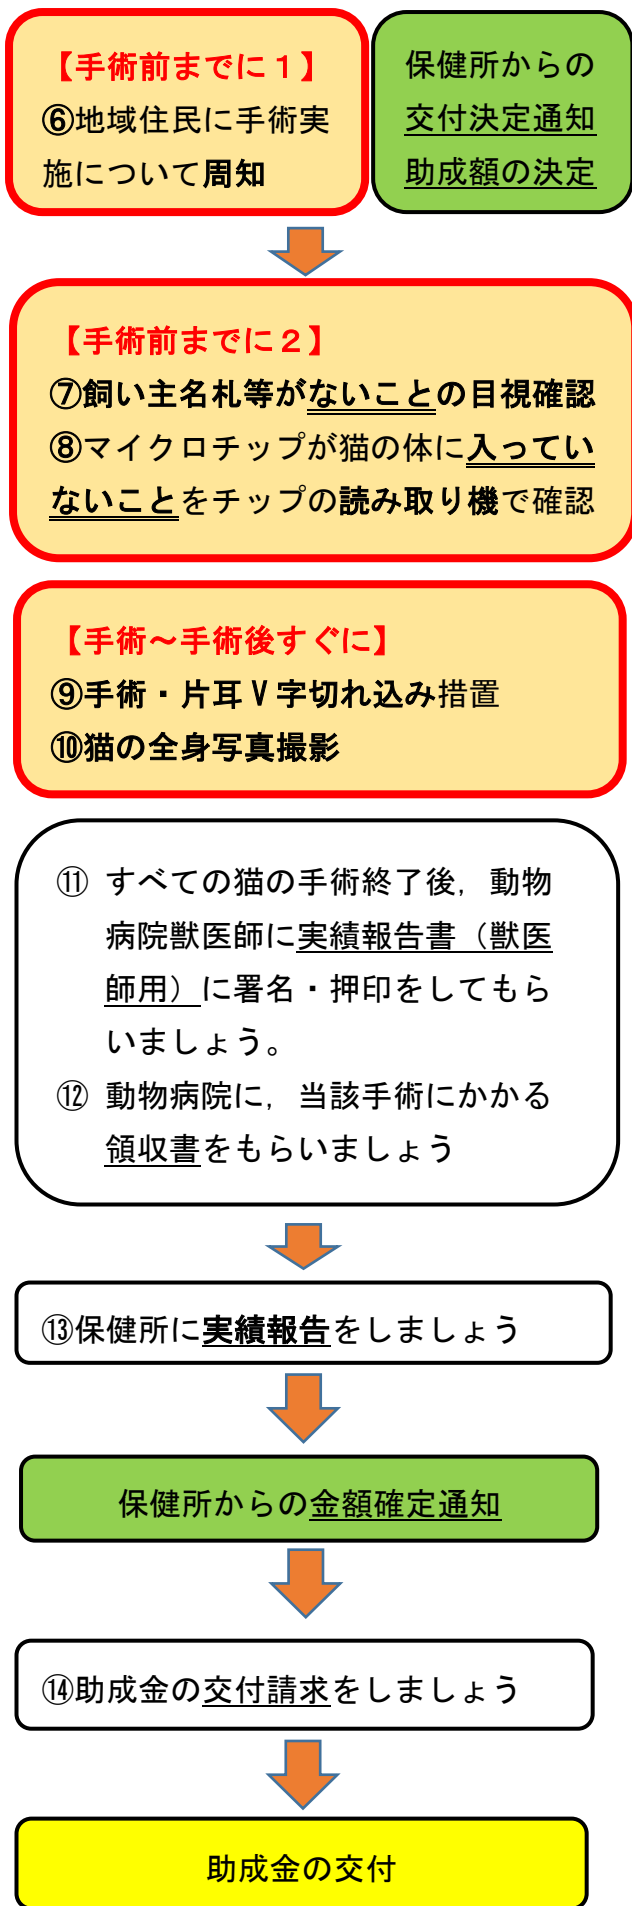 【手術前までに１】
⑥地域住民に手術実
施について周知
保健所からの
交付決定通知
助成額の決定
【手術前までに２】
⑦飼い主名札等がないことの目視確認
⑧マイクロチップが猫の体に入ってい
ないことをチップの読み取り機で確認
【手術～手術後すぐに】
⑨手術・片耳Ｖ字切れ込み措置
⑩猫の全身写真撮影
⑪ すべての猫の手術終了後，動物
病院獣医師に実績報告書（獣医
師用）に署名・押印をしてもら
いましょう。
⑫ 動物病院に，当該手術にかかる
領収書をもらいましょう
⑬保健所に実績報告をしましょう
保健所からの金額確定通知
⑭助成金の交付請求をしましょう
助成金の交付